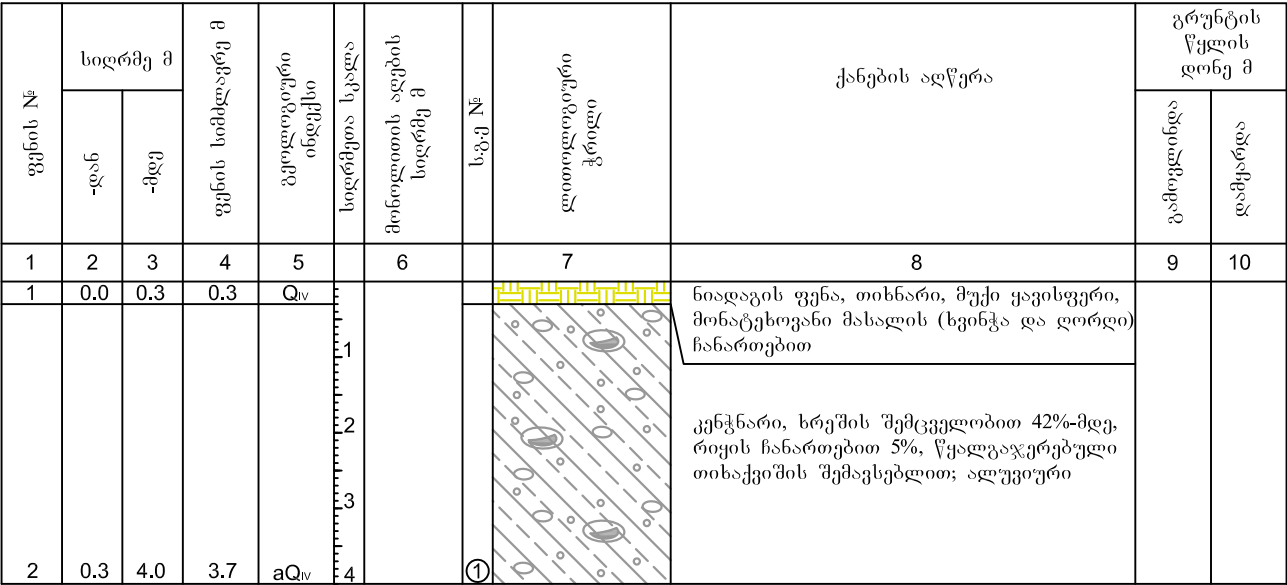 ფენის №
სიღრმე მ
-დან
-მდე
ფენის სიმძლავრე მ
გეოლოგიური
ინდექსი
სიღრმეთა სკალა
მონოლითის აღების
სიღრმე მ
ს.გ.ე №
ლითოლოგიური
ჭრილი
ქანების აღწერა
გრუნტის
წყლის
დონე მ
გამოვლინდა
დამყარდა
1 2 3 4 5 6 7 8 9 10
1 0.0 0.3 0.3 QIV
ნიადაგის ფენა, თიხნარი, მუქი ყავისფერი,
მონატეხოვანი მასალის (ხვინჭა და ღორღი)
ჩანართებით
1
2
3
4
კენჭნარი, ხრეშის შემცველობით 42%-მდე,
რიყის ჩანართებით 5%, წყალგაჯერებული
თიხაქვიშის შემავსებლით; ალუვიური
2 0.3 4.0 3.7 aQIV
1